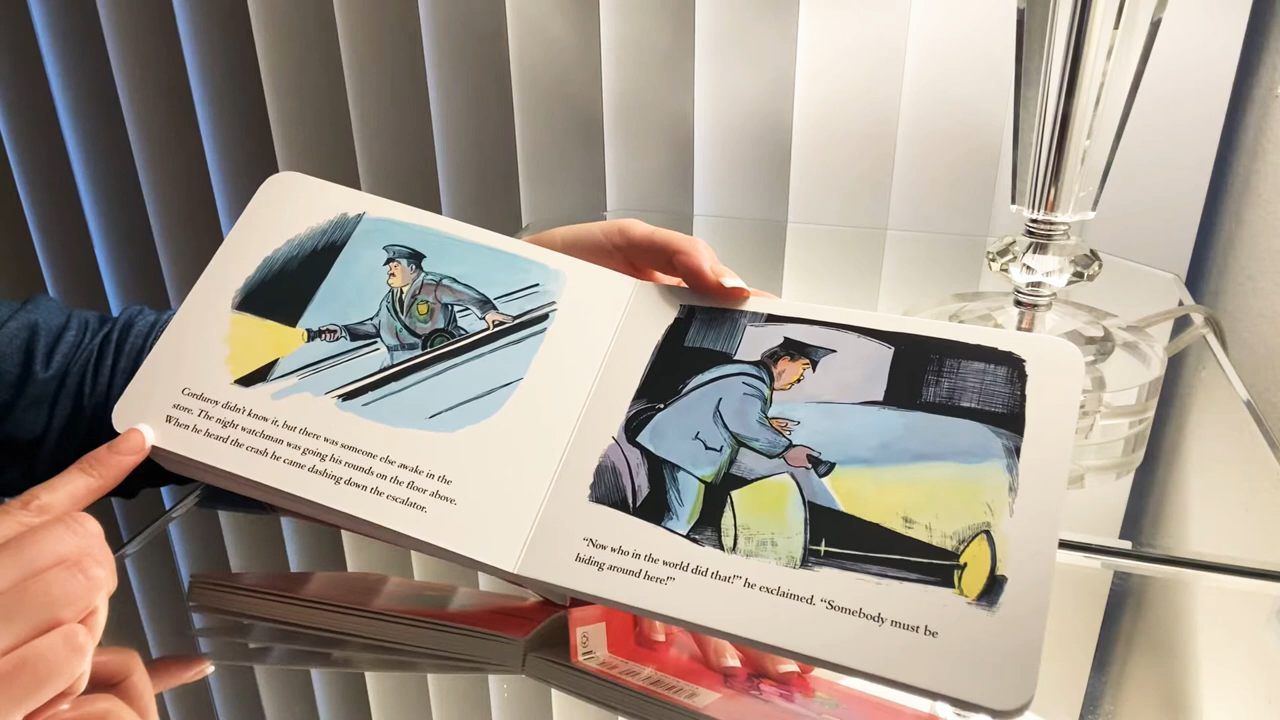 Corduroy didn't know it, but there was someone else awake in the
store. The night watchman was going his rounds on the floor above.
When he heard the crash he came dashing down the escalator.
“Now who in the world did that!” he exclaimed. “Somebody must be
hiding around here!”